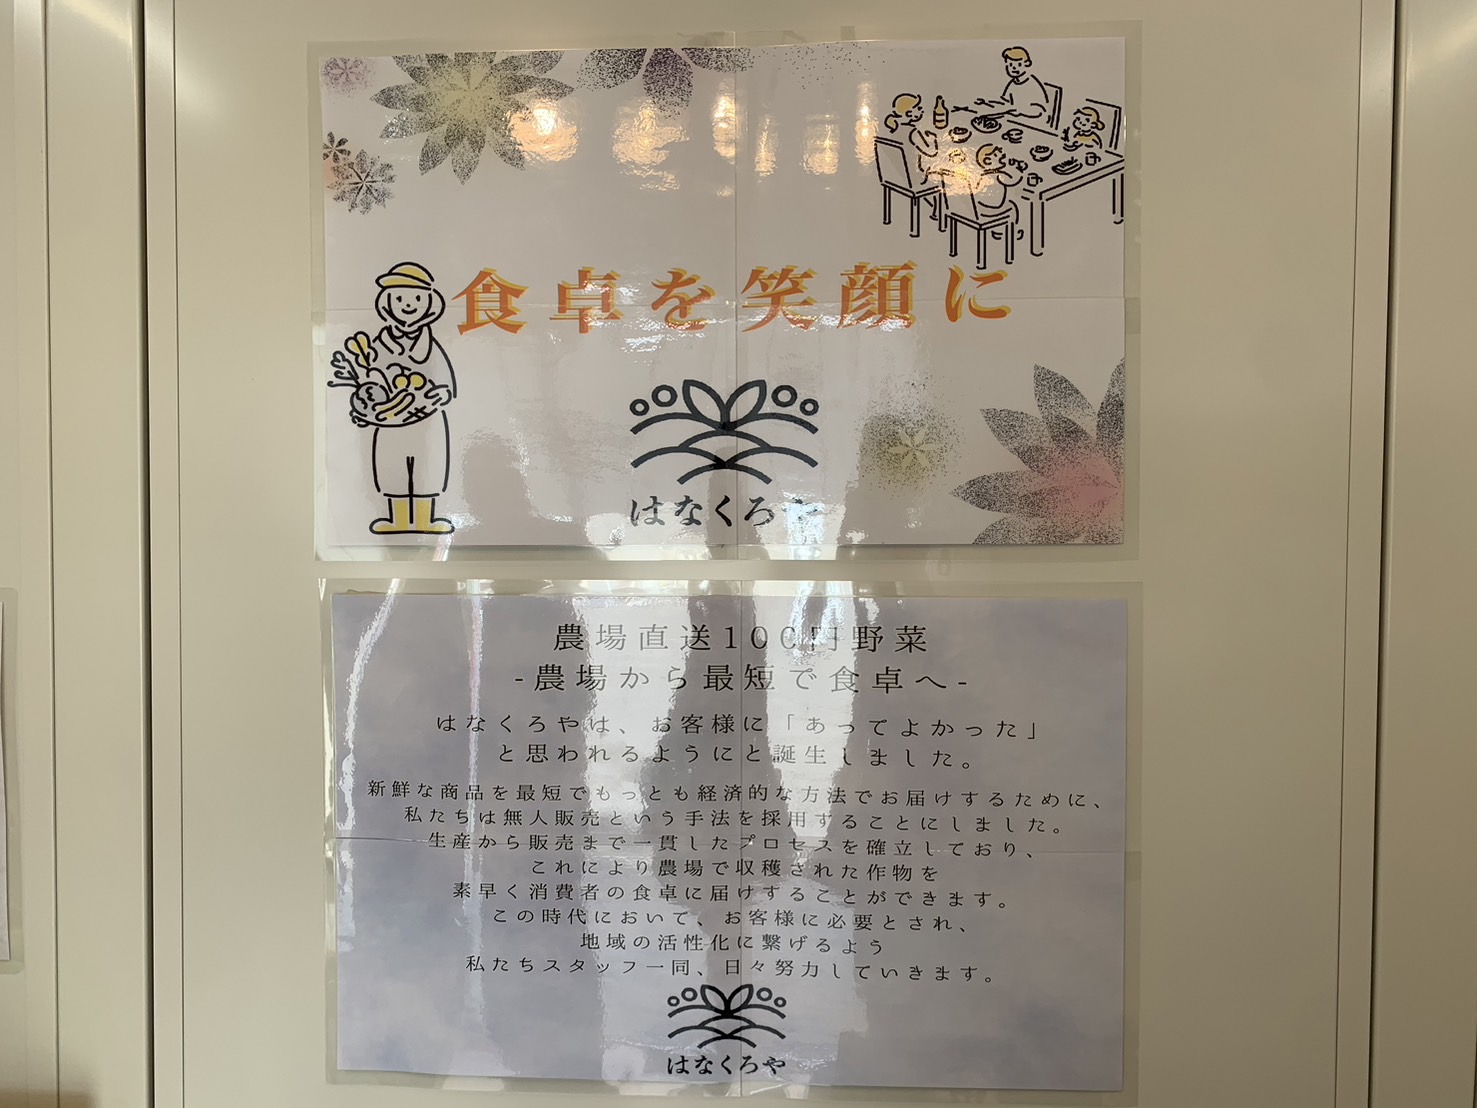 食卓を笑顔に
はなくろや
農場直送100円野菜
-農場から最短で食卓へ-
はなくろやは、お客様に「あってよかった」
と思われるようにと誕生しました。
新鮮な商品を最短でもっとも経済的な方法でお届けするために、
私たちは無人販売という手法を採用することにしました。
生産から販売まで一貫したプロセスを確立しており、
これにより農場で収穫された作物を
素早く消費者の食卓に届けることができます。
この時代において、お客様に必要とされ、
地域の活性化に繋げるよう
私たちスタッフ一同、日々努力していきます。
はなくろや